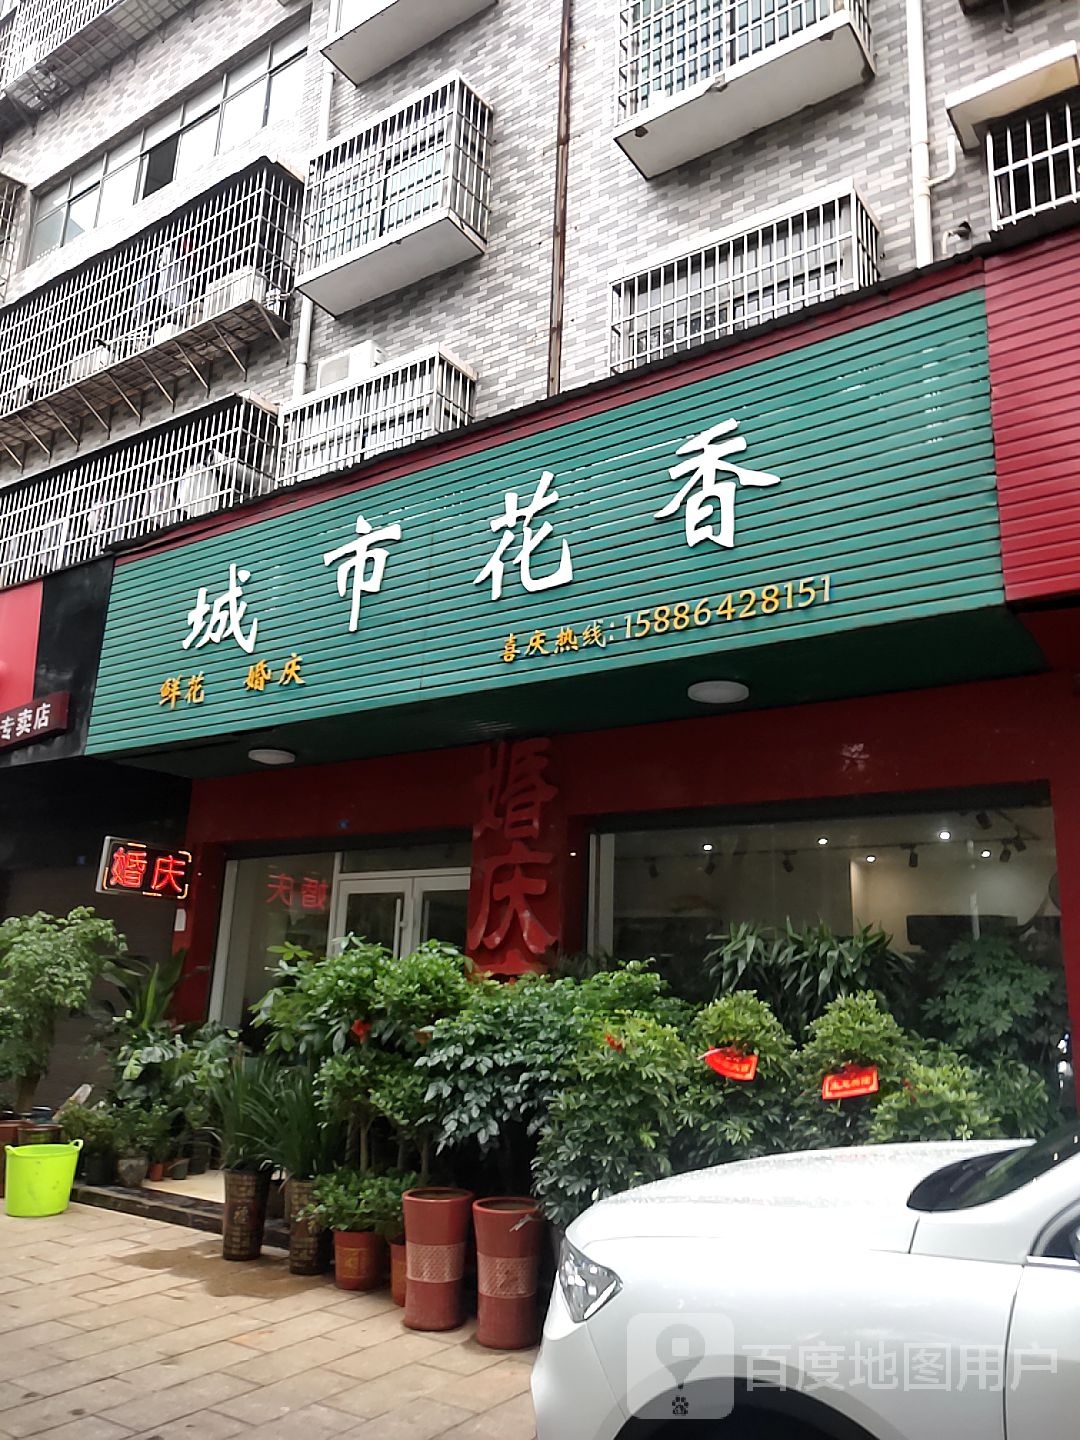 城市花香
鲜花 婚庆
喜庆热线:15886428151
专卖店
婚庆
婚庆
百度地图用户